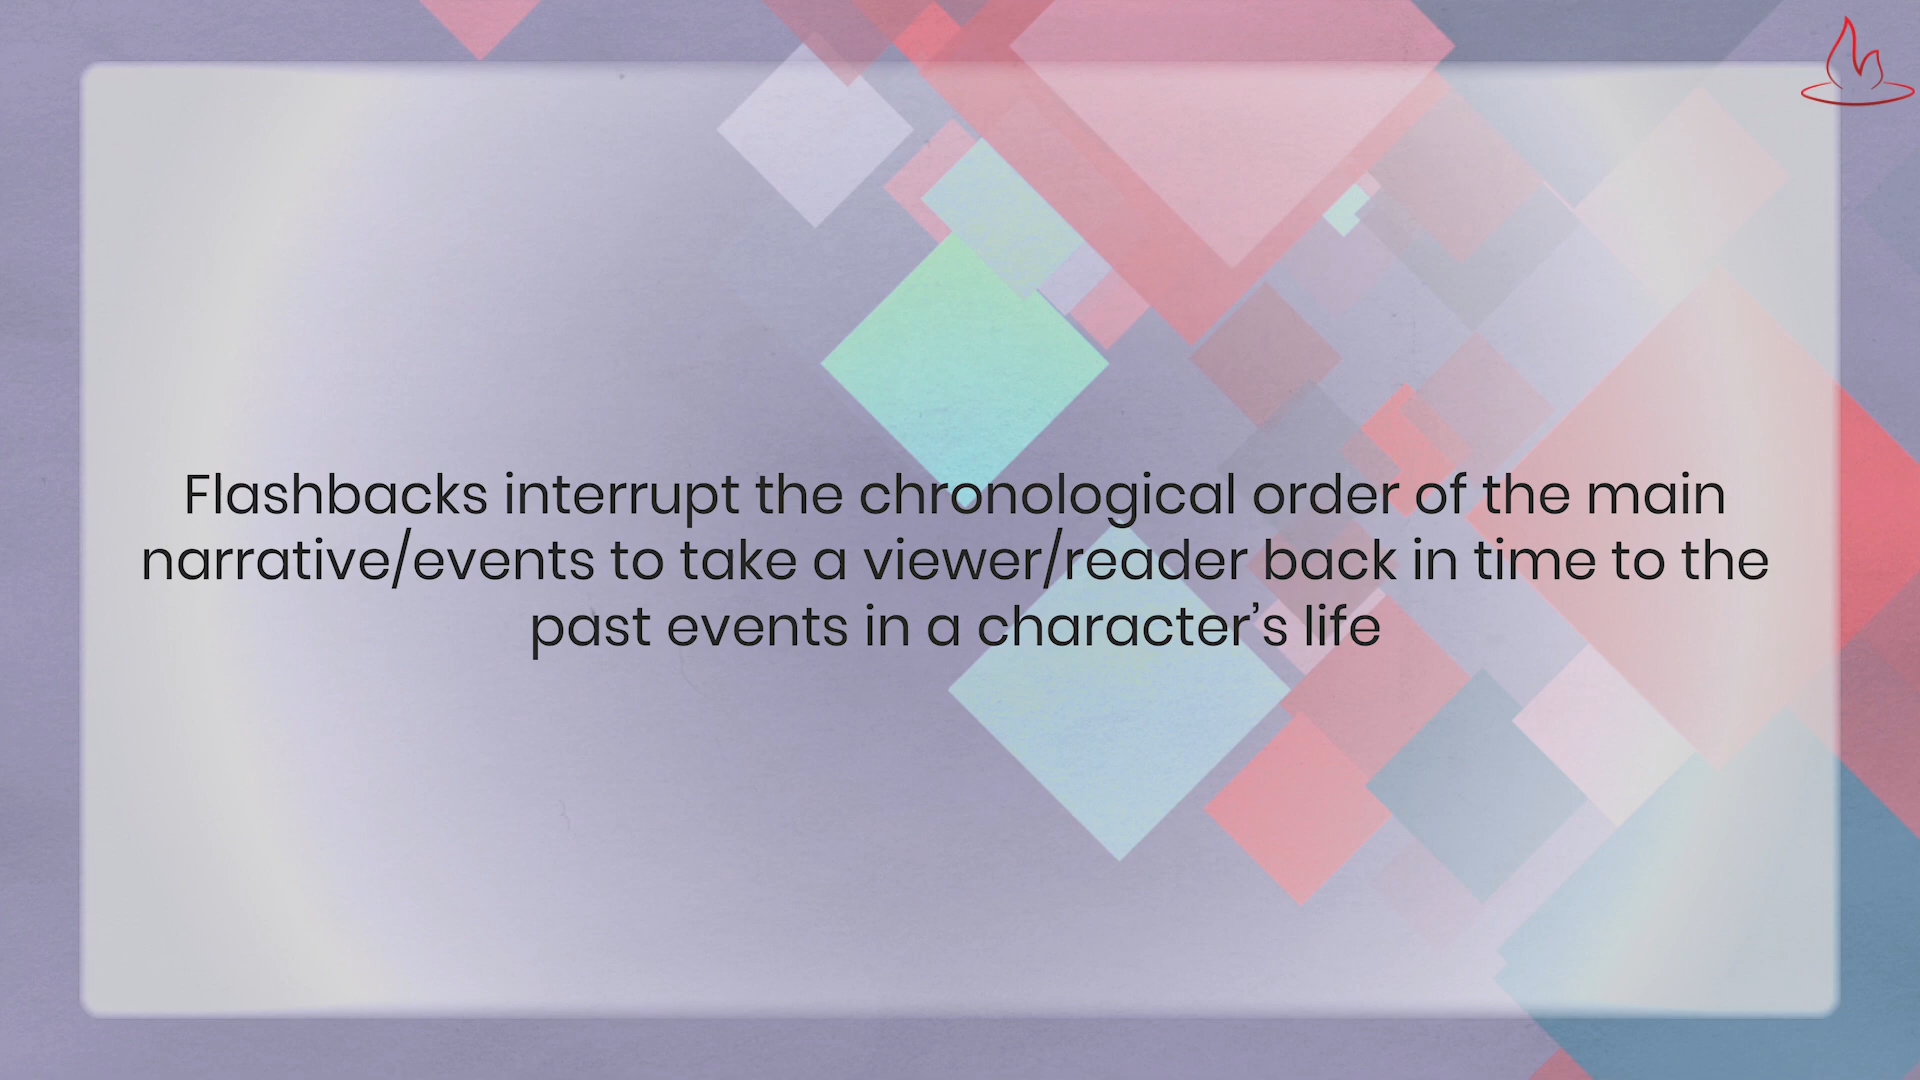 Flashbacks interrupt the chronological order of the main
narrative/events to take a viewer/reader back in time to the
past events in a character’s life